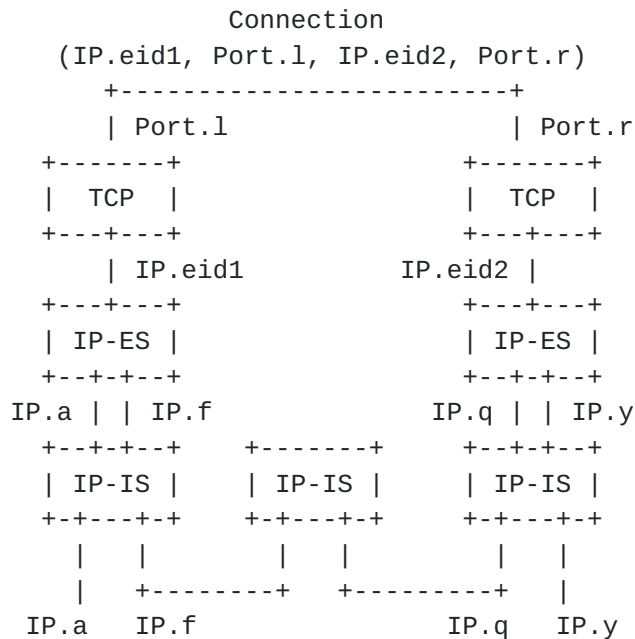 Connection
(IP.eid1, Port.l, IP.eid2, Port.r)
+-------------------------+
| Port.l | Port.r
+-------+ +-------+
| TCP | | TCP |
+---+---+ +---+---+
| IP.eid1 IP.eid2 |
+---+---+ +---+---+
| IP-ES | | IP-ES |
+--+-+--+ +--+-+--+
IP.a | | IP.f IP.q | | IP.y
+--+-+--+ +-------+ +--+-+--+
| IP-IS | | IP-IS | | IP-IS |
+-+---+-+ +-+---+-+ +-+---+-+
| | | | | |
| +--------+ +---------+ |
IP.a IP.f IP.q IP.y